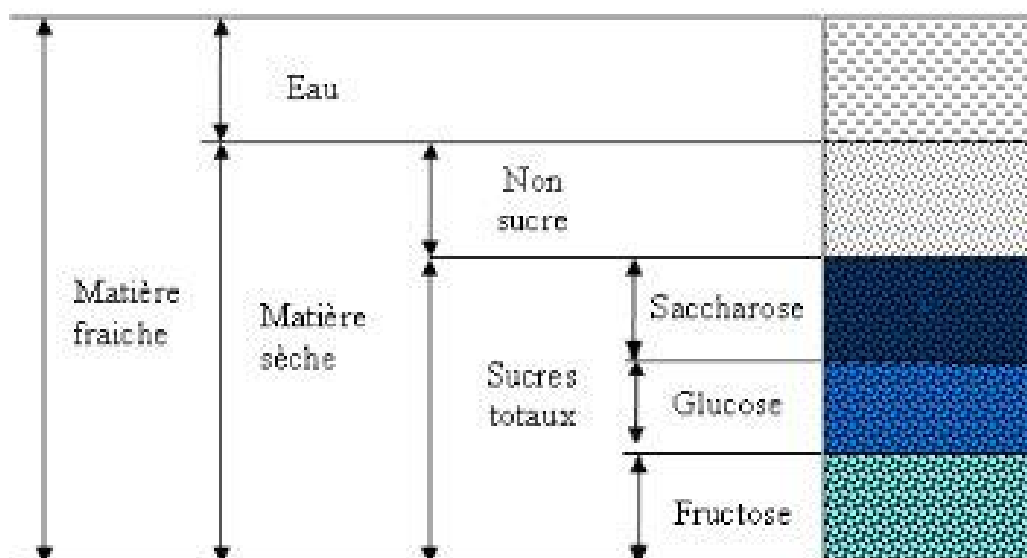 Eau
Non
sucre
Matière
fraiche
Matière
sèche
Sucres
totaux
Saccharose
Glucose
Fructose